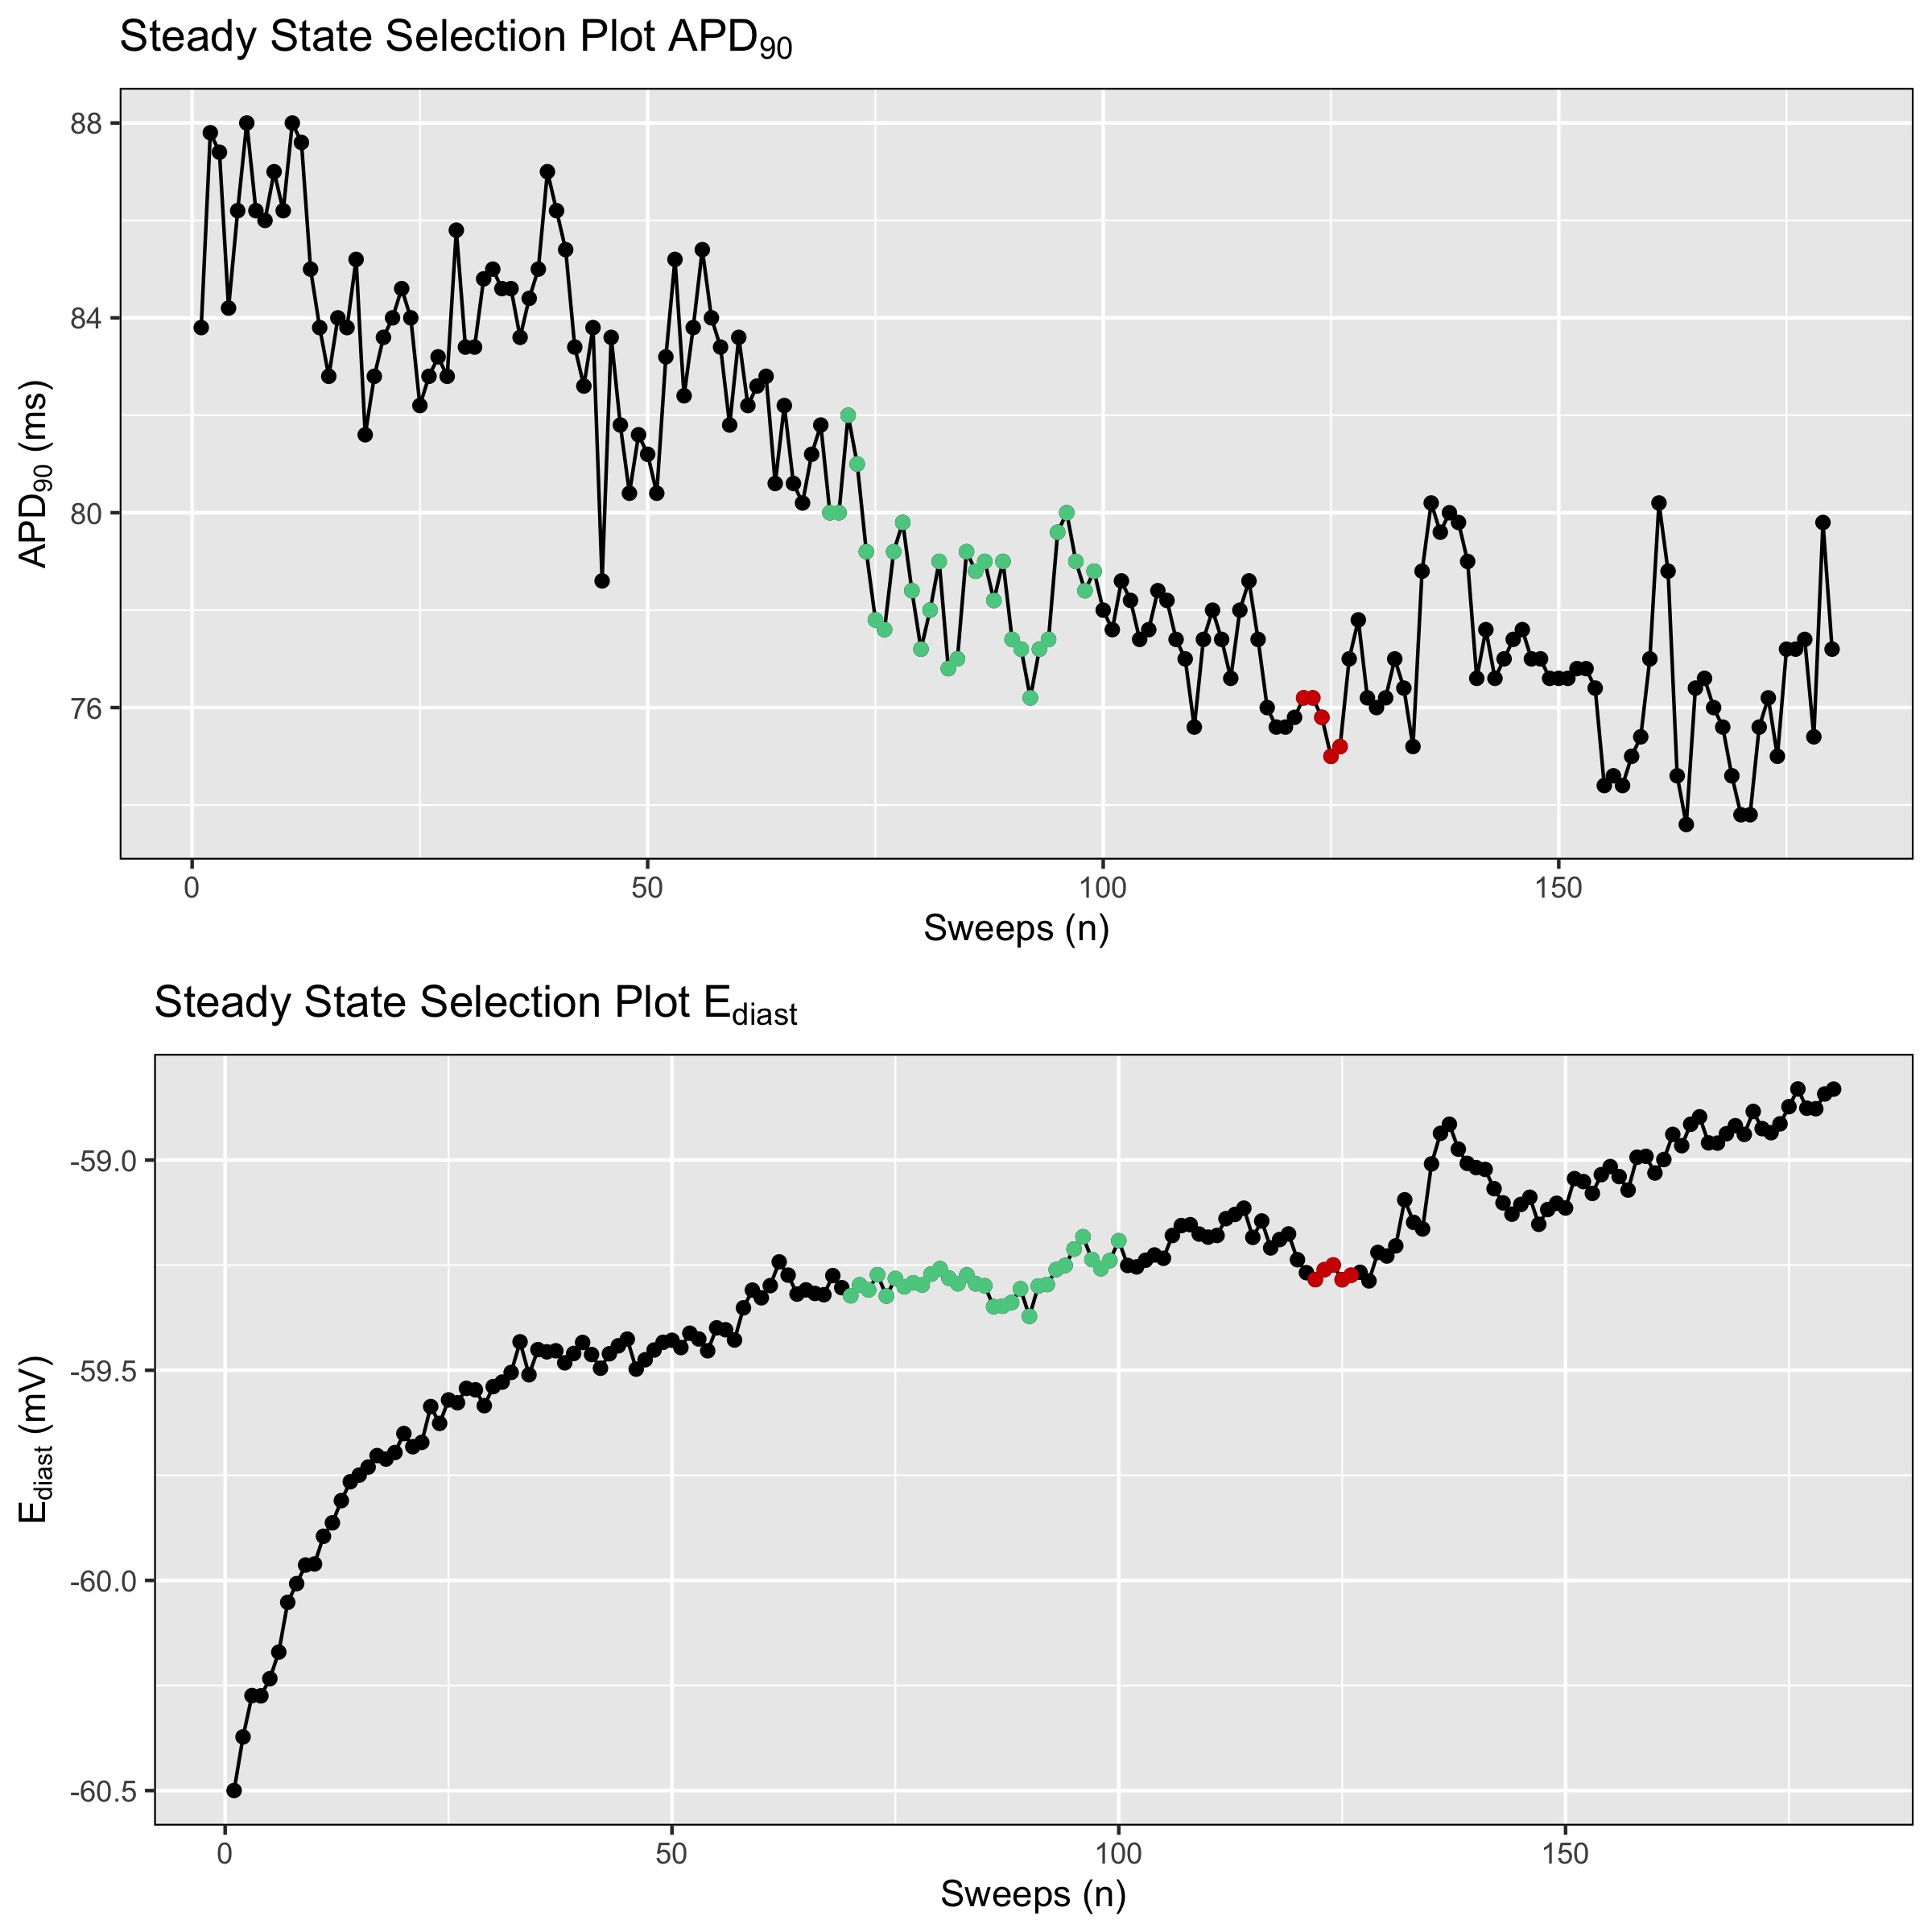 Steady State Selection Plot APD90
APD90 (ms)
88
84
80
76
0 50 100 150
Sweeps (n)
Steady State Selection Plot Ediast
Ediast (mV)
-59.0
-59.5
-60.0
-60.5
0 50 100 150
Sweeps (n)